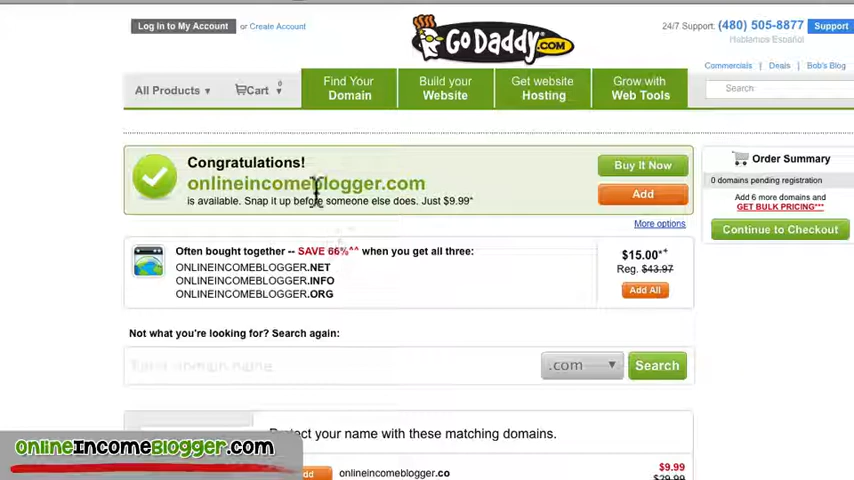 Log In to My Account or Create Account
GODADDY.COM
24/7 Support: (480) 505-8877
Support
Hablamos Español
Commercials | Deals | Bob's Blog
All Products ▾
Cart 0 ▾
Find Your
Domain
Build your
Website
Get website
Hosting
Grow with
Web Tools
Search:
Congratulations!
onlineincomeblogger.com
is available. Snap it up before someone else does. Just $9.99*
Buy It Now
Add
More options
Order Summary
0 domains pending registration
Add 6 more domains and
GET BULK PRICING***
Continue to Checkout
Often bought together -- SAVE 66%^^ when you get all three:
ONLINEINCOMEBLOGGER.NET
ONLINEINCOMEBLOGGER.INFO
ONLINEINCOMEBLOGGER.ORG
$15.00*+
Reg. $43.97
Add All
Not what you're looking for? Search again:
Type domain name
.com ▾
Search
Protect your name with these matching domains.
onlineincomeblogger.co
$9.99
$29.99
onlineIncomeBlogger.com